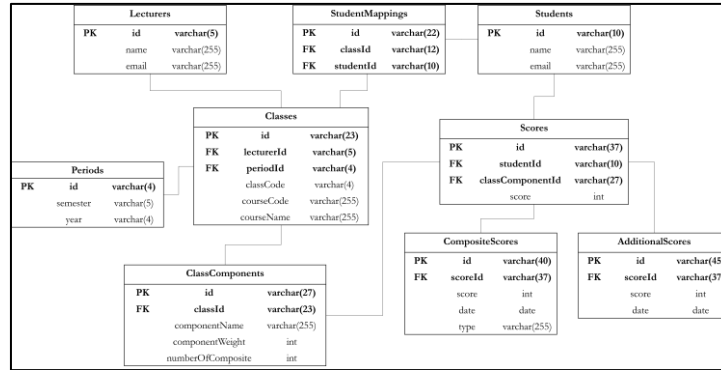 Lecturers
PK id varchar(5)
name varchar(255)
email varchar(255)
StudentMappings
PK id varchar(22)
FK classId varchar(12)
FK studentId varchar(10)
Students
PK id varchar(10)
name varchar(255)
email varchar(255)
Classes
PK id varchar(23)
FK lecturerId varchar(5)
FK periodId varchar(4)
classCode varchar(4)
courseCode varchar(255)
courseName varchar(255)
Scores
PK id varchar(37)
FK studentId varchar(10)
FK classComponentId varchar(27)
score int
Periods
PK id varchar(4)
semester varchar(5)
year varchar(4)
CompositeScores
PK id varchar(40)
FK scoreId varchar(37)
score int
date date
type varchar(255)
AdditionalScores
PK id varchar(45)
FK scoreId varchar(37)
score int
date date
ClassComponents
PK id varchar(27)
FK classId varchar(23)
componentName varchar(255)
componentWeight int
numberOfComposite int